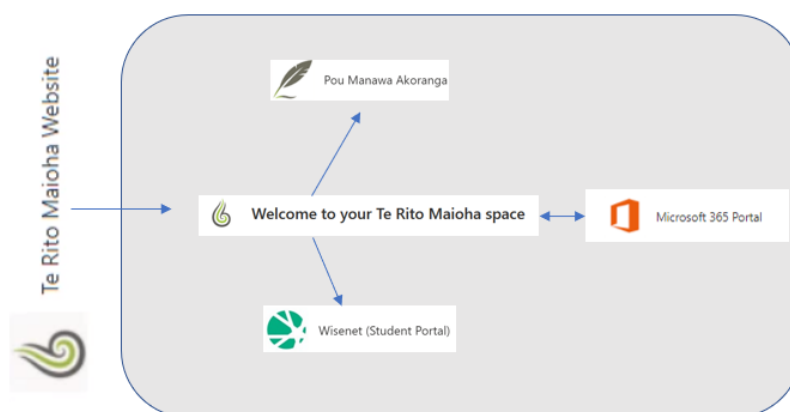 Te Rito Maioha Website
Pou Manawa Akoranga
Welcome to your Te Rito Maioha space
Microsoft 365 Portal
Wisenet (Student Portal)